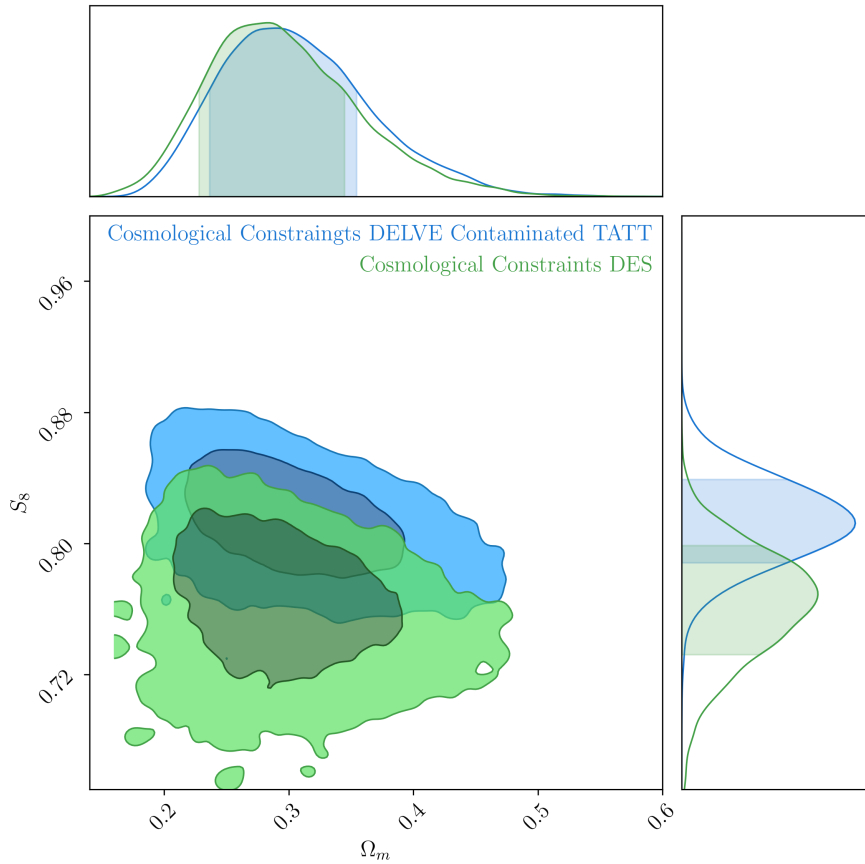 Cosmological Constraingts DELVE Contaminated TATT
Cosmological Constraints DES
0.96
0.88
0.80
0.72
S8
0.2
0.3
0.4
0.5
0.6
Ωm